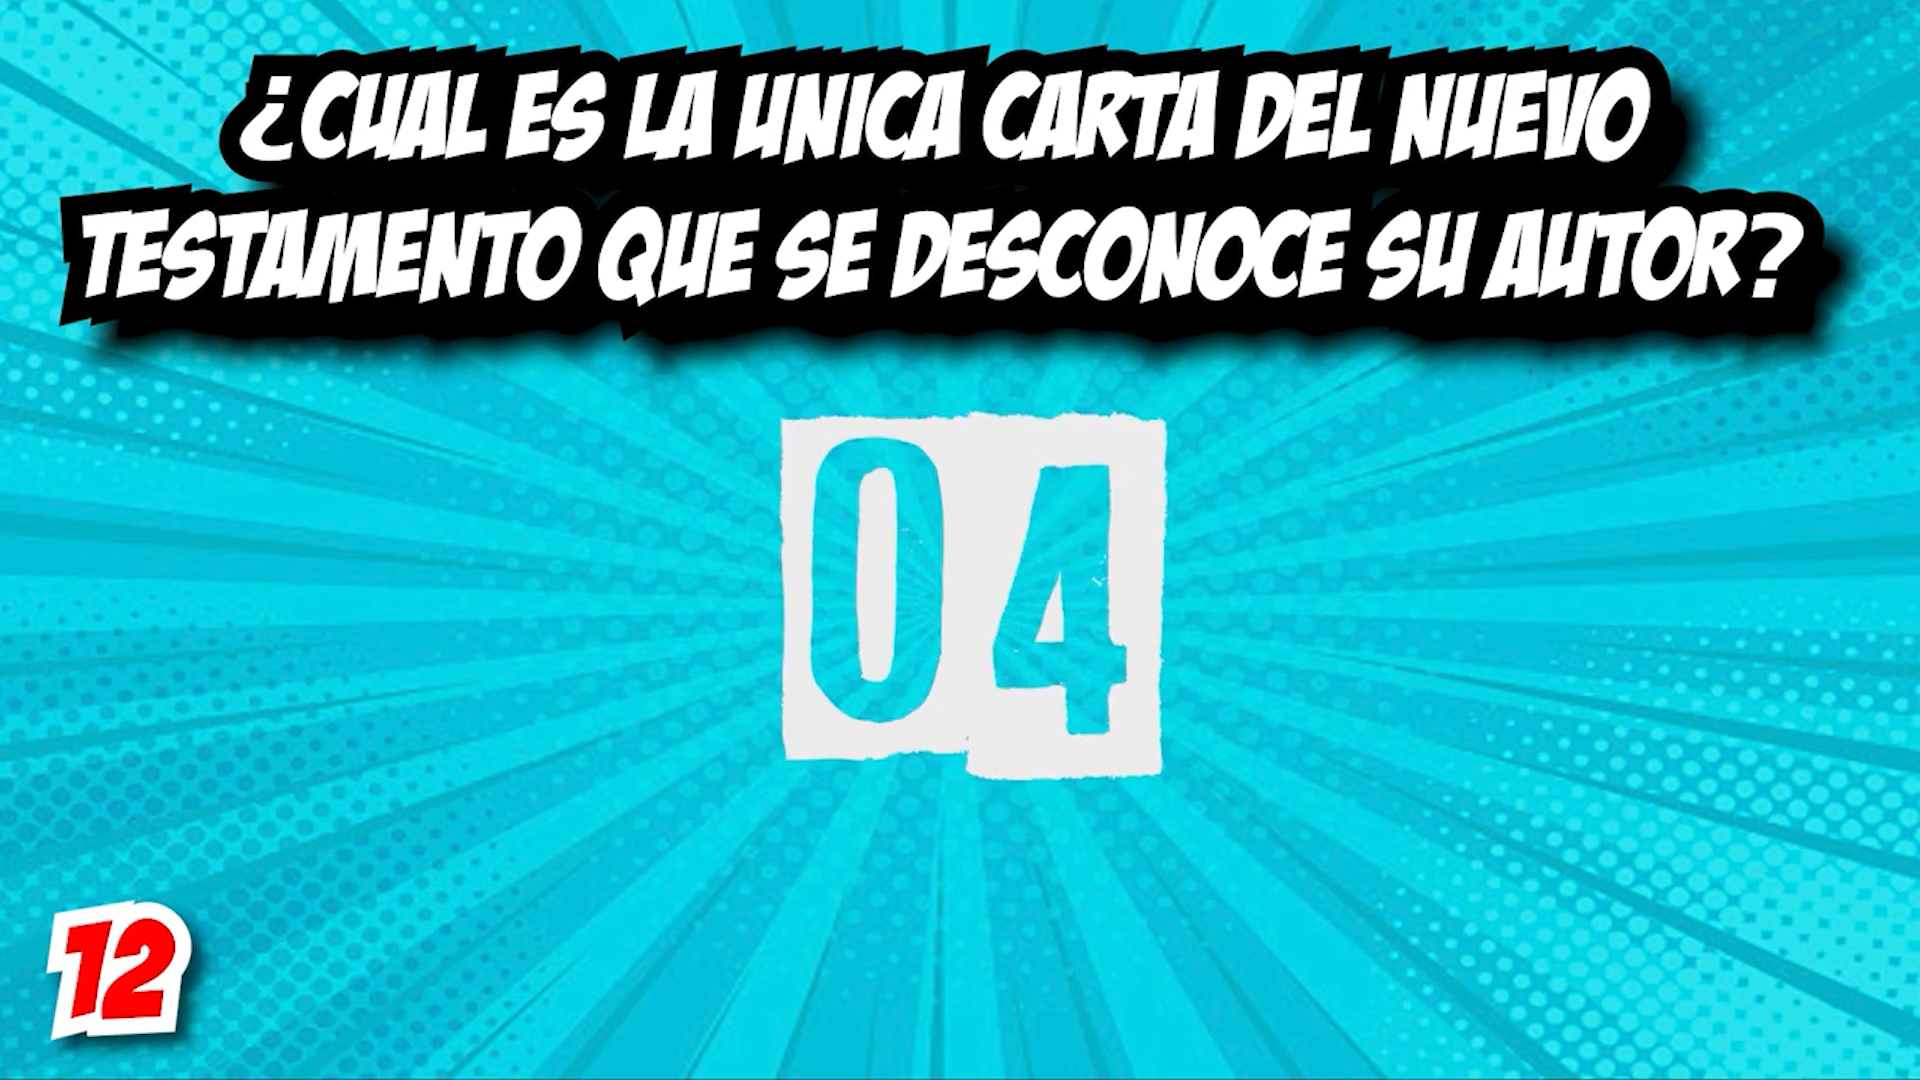 ¿CUAL ES LA UNICA CARTA DEL NUEVO
TESTAMENTO QUE SE DESCONOCE SU AUTOR?
04
12